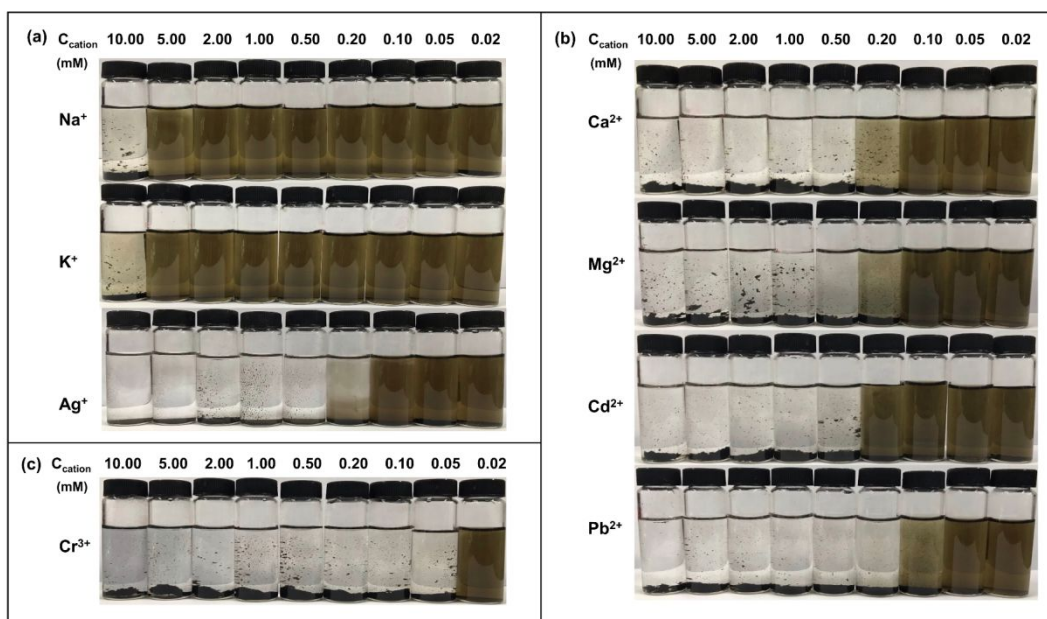 (a) C_cation 10.00 5.00 2.00 1.00 0.50 0.20 0.10 0.05 0.02
(mM)
Na⁺
K⁺
Ag⁺
(b) C_cation 10.00 5.00 2.00 1.00 0.50 0.20 0.10 0.05 0.02
(mM)
Ca²⁺
Mg²⁺
Cd²⁺
Pb²⁺
(c) C_cation 10.00 5.00 2.00 1.00 0.50 0.20 0.10 0.05 0.02
(mM)
Cr³⁺